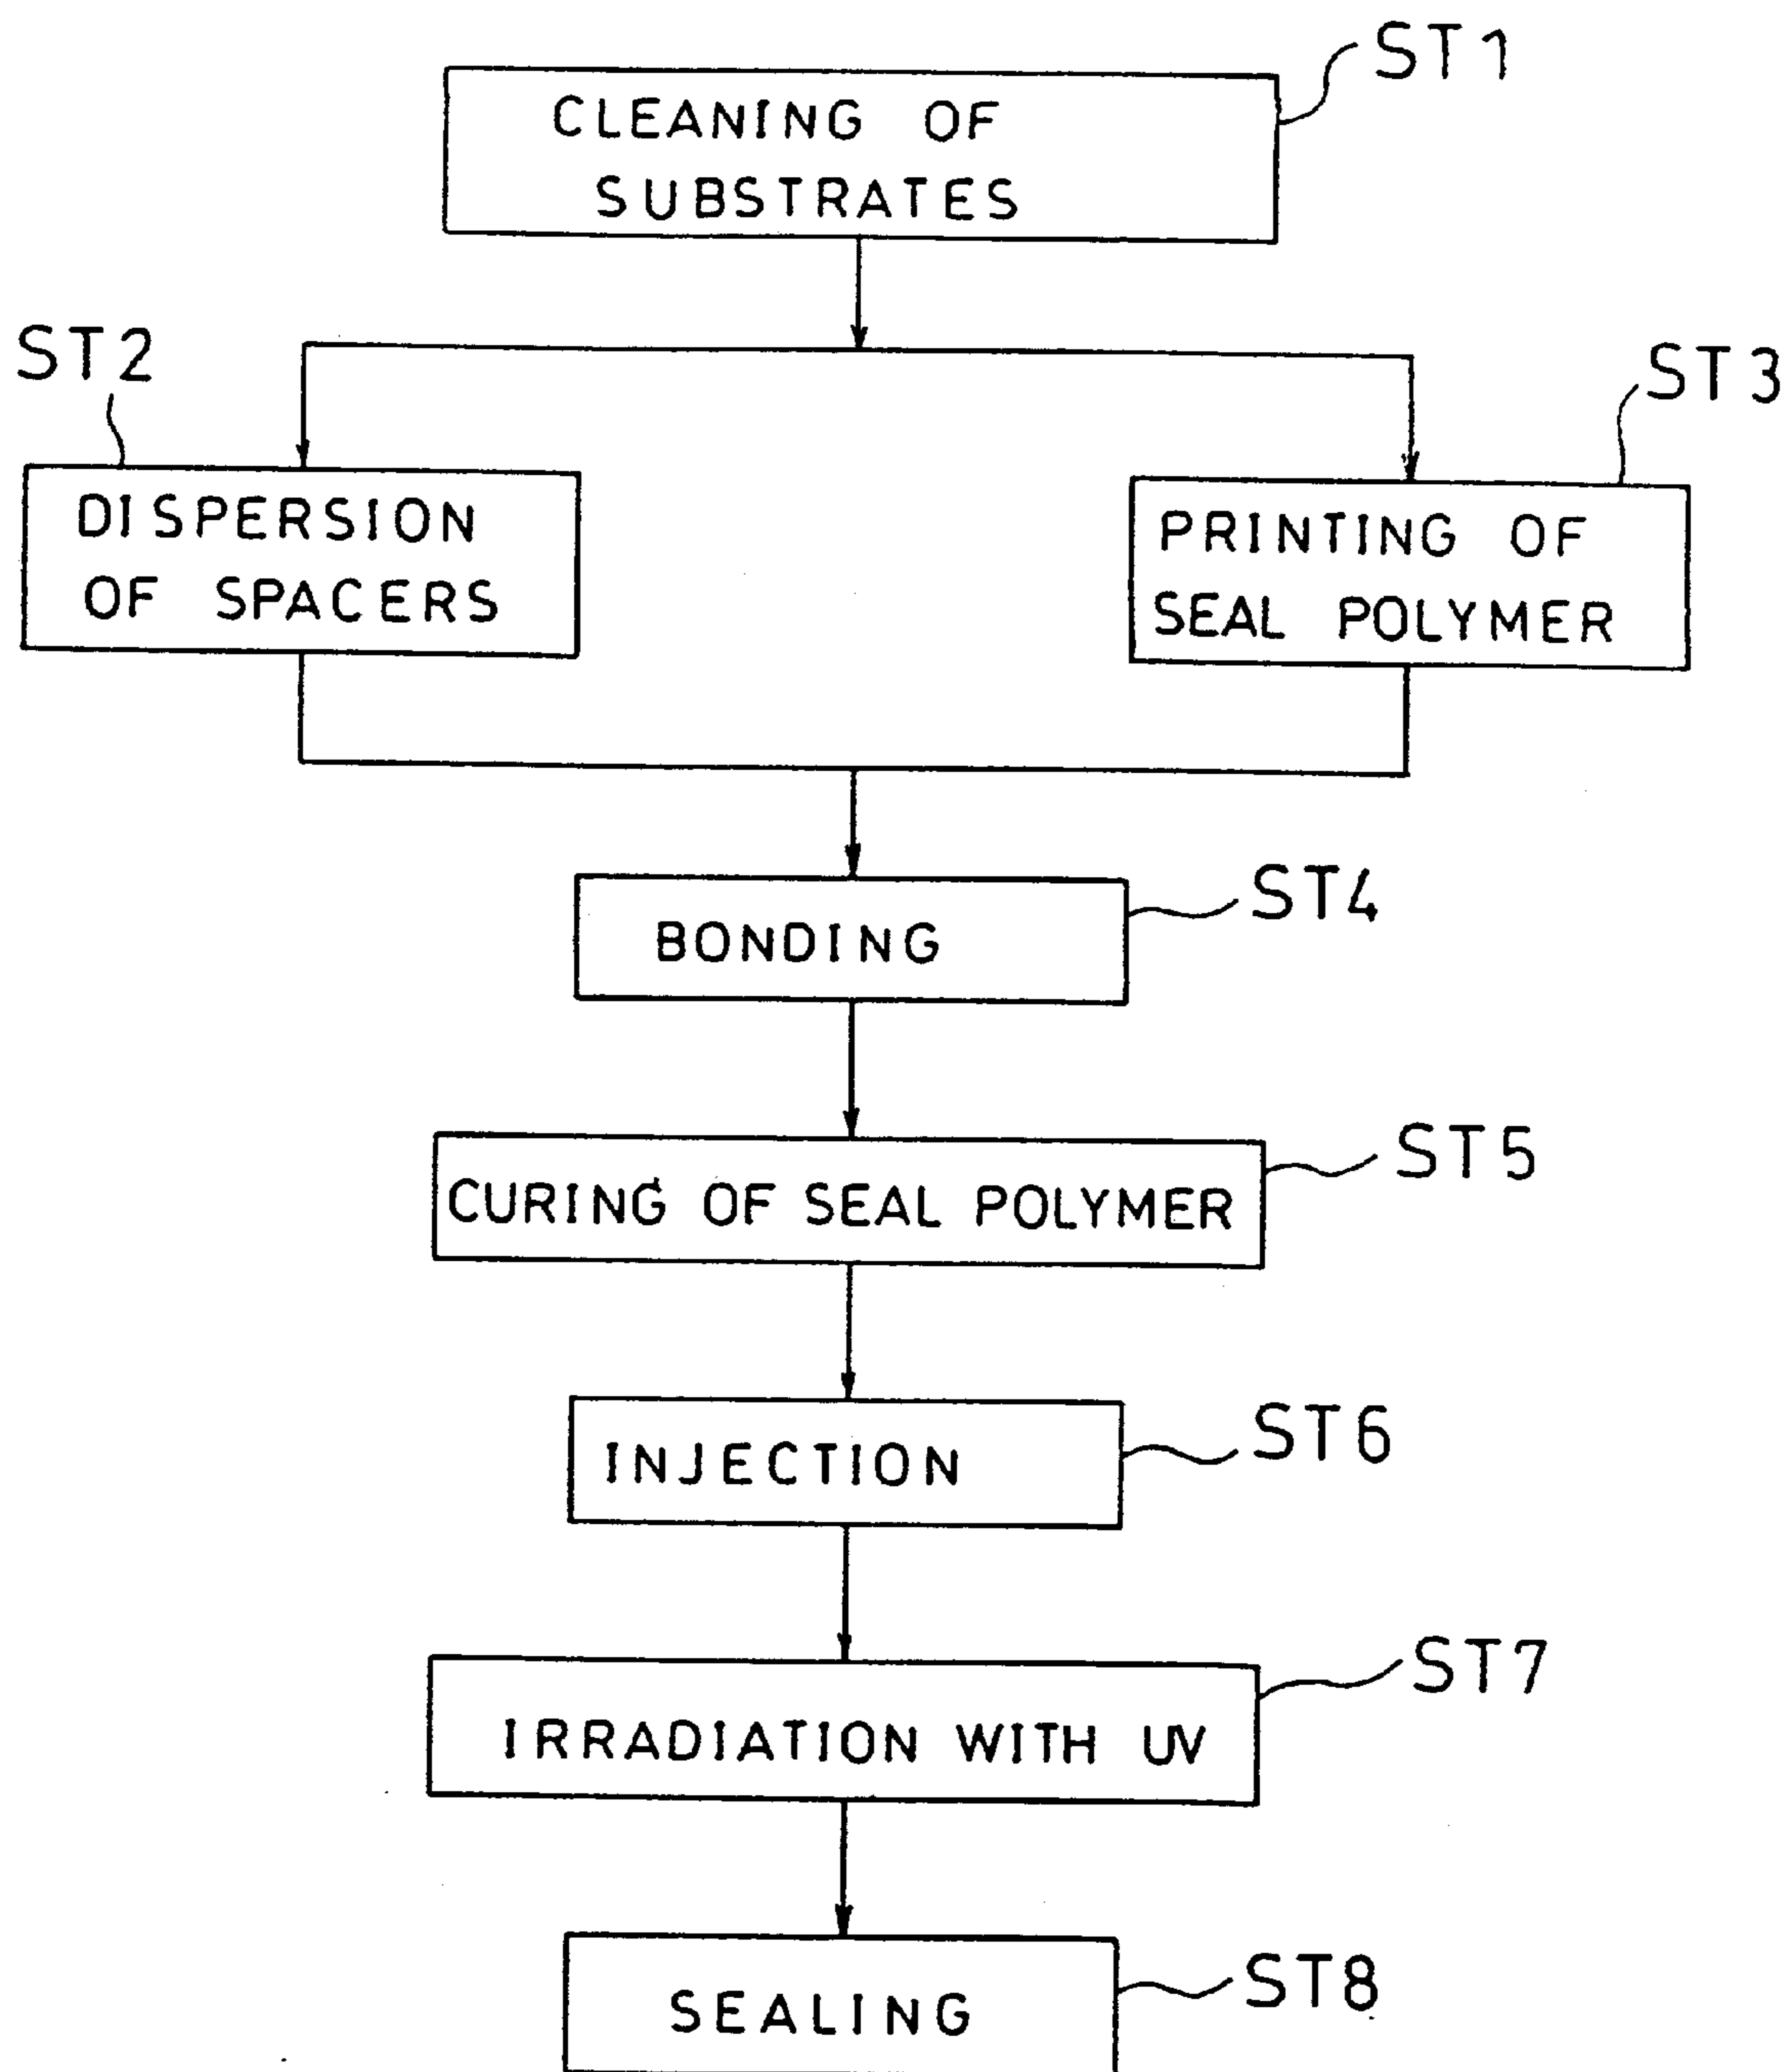 ST1
CLEANING OF
SUBSTRATES
ST2
ST3
DISPERSION
OF SPACERS
PRINTING OF
SEAL POLYMER
ST4
BONDING
ST5
CURING OF SEAL POLYMER
ST6
INJECTION
ST7
IRRADIATION WITH UV
ST8
SEALING